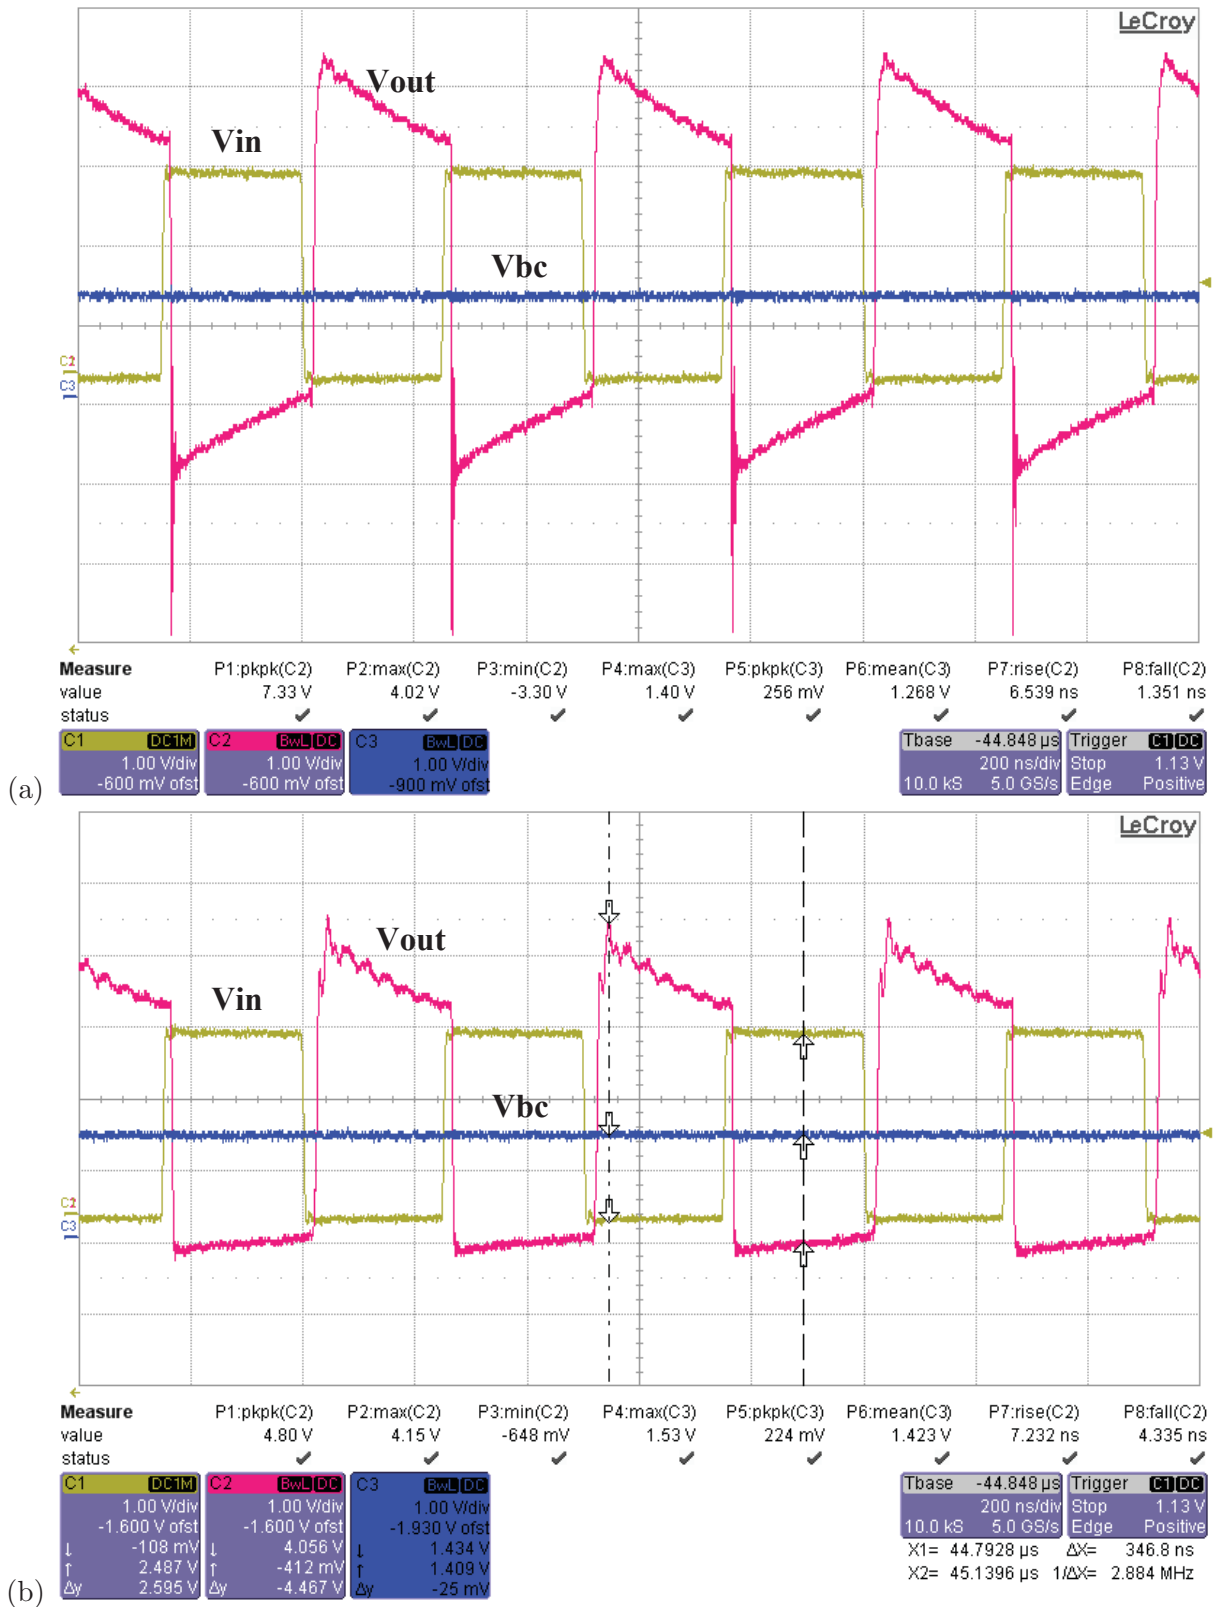 LeCroy
Vout
Vin
Vbc
C2
C3
Measure P1:pkpk(C2) P2:max(C2) P3:min(C2) P4:max(C3) P5:pkpk(C3) P6:mean(C3) P7:rise(C2) P8:fall(C2)
value 7.33 V 4.02 V -3.30 V 1.40 V 256 mV 1.268 V 6.539 ns 1.351 ns
status
C1 DC1M C2 BwL DC C3 BwL DC Tbase -44.848 µs Trigger C1 DC
1.00 V/div 1.00 V/div 1.00 V/div 200 ns/div Stop 1.13 V
-600 mV ofst -600 mV ofst -900 mV ofst 10.0 kS 5.0 GS/s Edge Positive
(a)
LeCroy
Vout
Vin
Vbc
C2
C3
Measure P1:pkpk(C2) P2:max(C2) P3:min(C2) P4:max(C3) P5:pkpk(C3) P6:mean(C3) P7:rise(C2) P8:fall(C2)
value 4.80 V 4.15 V -648 mV 1.53 V 224 mV 1.423 V 7.232 ns 4.335 ns
status
C1 DC1M C2 BwL DC C3 BwL DC Tbase -44.848 µs Trigger C1 DC
1.00 V/div 1.00 V/div 1.00 V/div 200 ns/div Stop 1.13 V
-1.600 V ofst -1.600 V ofst -1.930 V ofst 10.0 kS 5.0 GS/s Edge Positive
↓ -108 mV ↓ 4.056 V ↓ 1.434 V X1= 44.7928 µs ΔX= 346.8 ns
↑ 2.487 V ↑ -412 mV ↑ 1.409 V X2= 45.1396 µs 1/ΔX= 2.884 MHz
Δy 2.595 V Δy -4.467 V Δy -25 mV
(b)